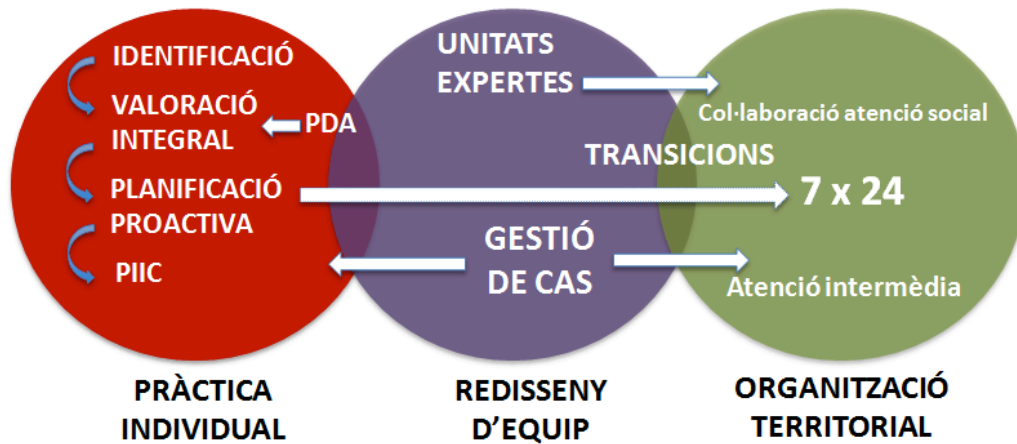 IDENTIFICACIÓ
VALORACIÓ
INTEGRAL
PDA
PLANIFICACIÓ
PROACTIVA
PIIC
UNITATS
EXPERTES
TRANSICIONS
GESTIÓ
DE CAS
Col·laboració atenció social
7 x 24
Atenció intermèdia
PRÀCTICA
INDIVIDUAL
REDISSENY
D’EQUIP
ORGANITZACIÓ
TERRITORIAL